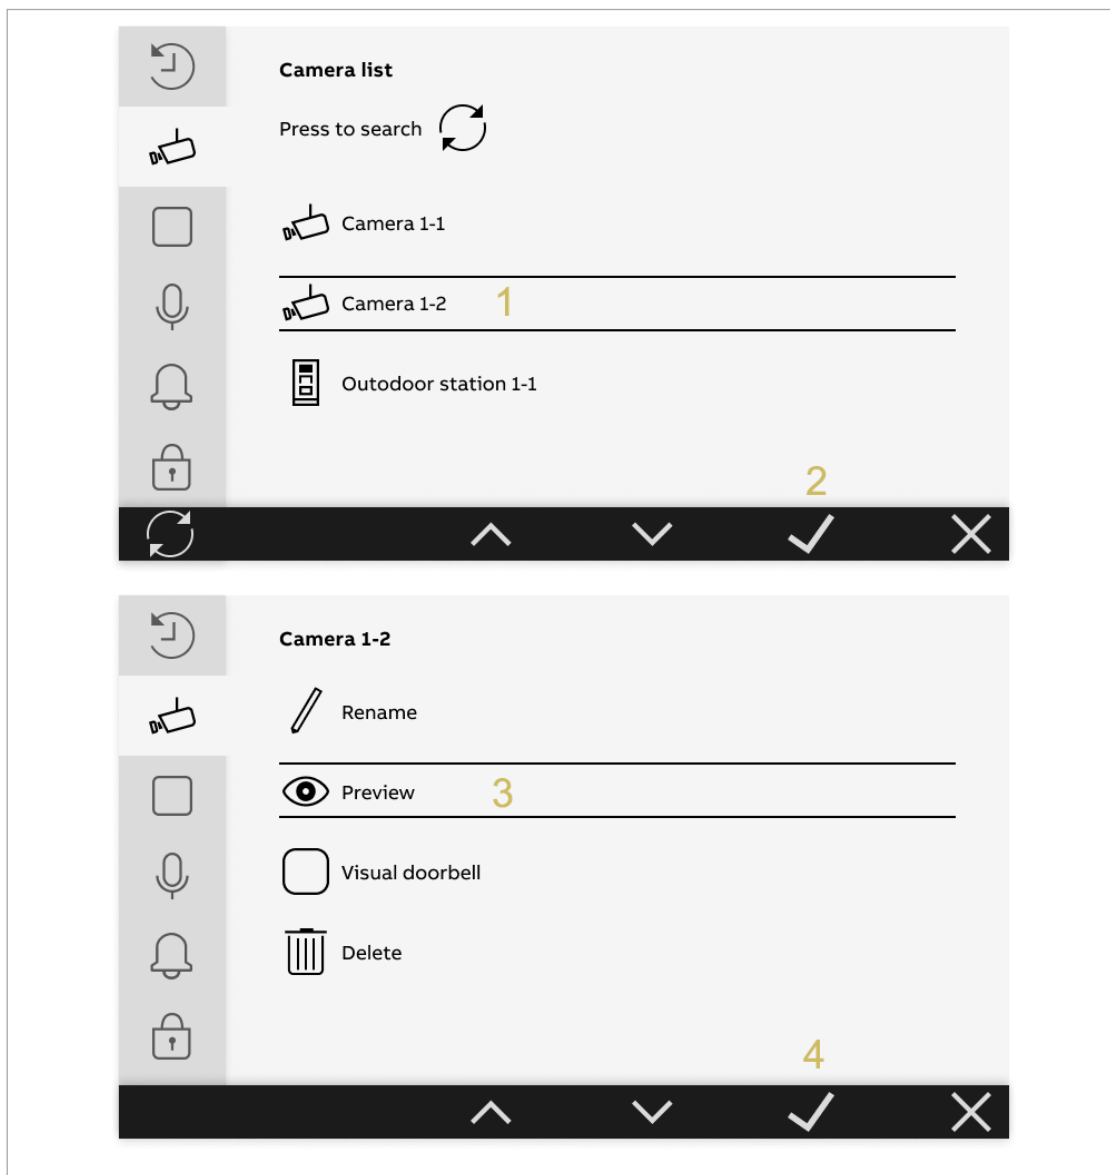 Camera list
Press to search
Camera 1-1
Camera 1-2 1
Outodoor station 1-1
2
Camera 1-2
Rename
Preview 3
Visual doorbell
Delete
4